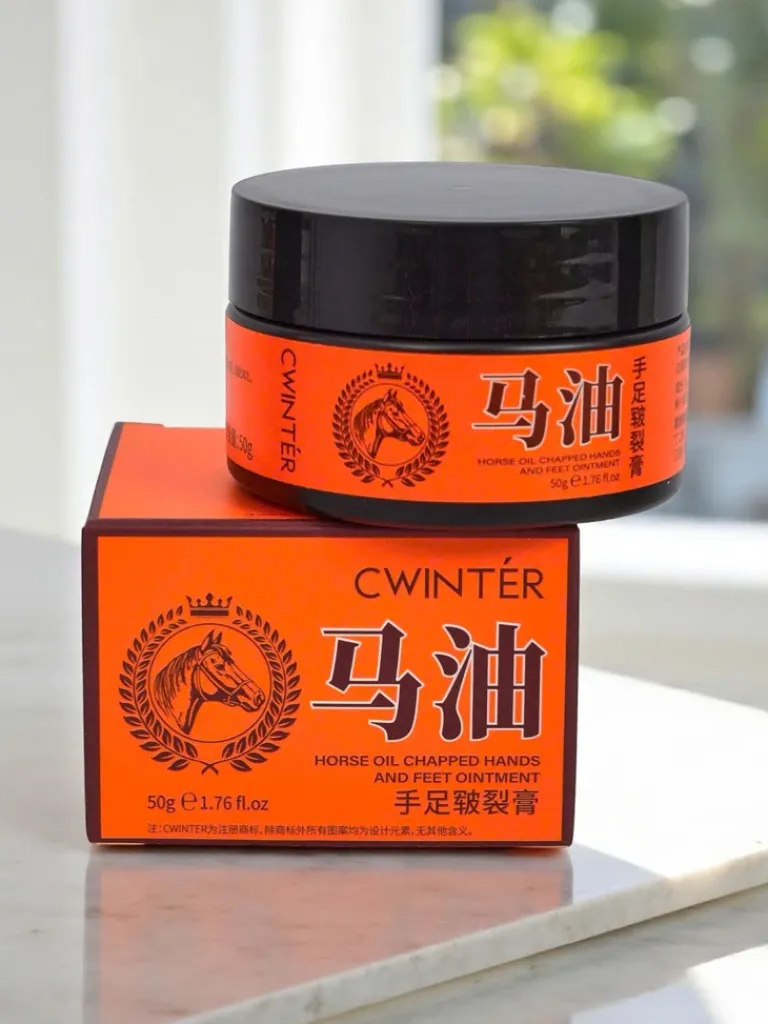 CWINTÉR
马油
手足皲裂膏
HORSE OIL CHAPPED HANDS
AND FEET OINTMENT
50g ℮ 1.76 fl.oz
50g
CWINTÉR
马油
HORSE OIL CHAPPED HANDS
AND FEET OINTMENT
手足皲裂膏
50g ℮ 1.76 fl.oz
注:CWINTER为注册商标,除商标外所有图案均为设计元素,无其他含义。